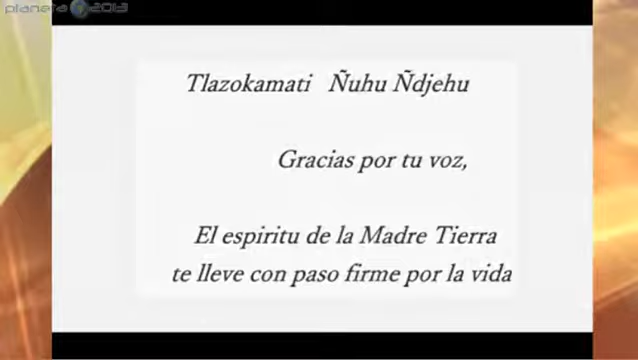 planeta 2013
Tlazokamati Ñuhu Ñdjehu
Gracias por tu voz,
El espiritu de la Madre Tierra
te lleve con paso firme por la vida